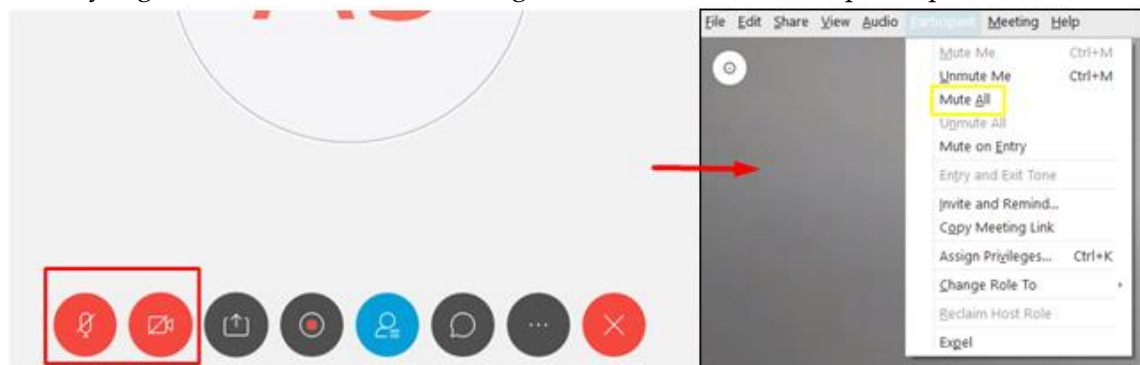 File Edit Share View Audio Participant Meeting Help
Mute Me Ctrl+M
Unmute Me Ctrl+M
Mute All
Unmute All
Mute on Entry
Entry and Exit Tone
Invite and Remind...
Copy Meeting Link
Assign Privileges... Ctrl+K
Change Role To
Reclaim Host Role
Expel